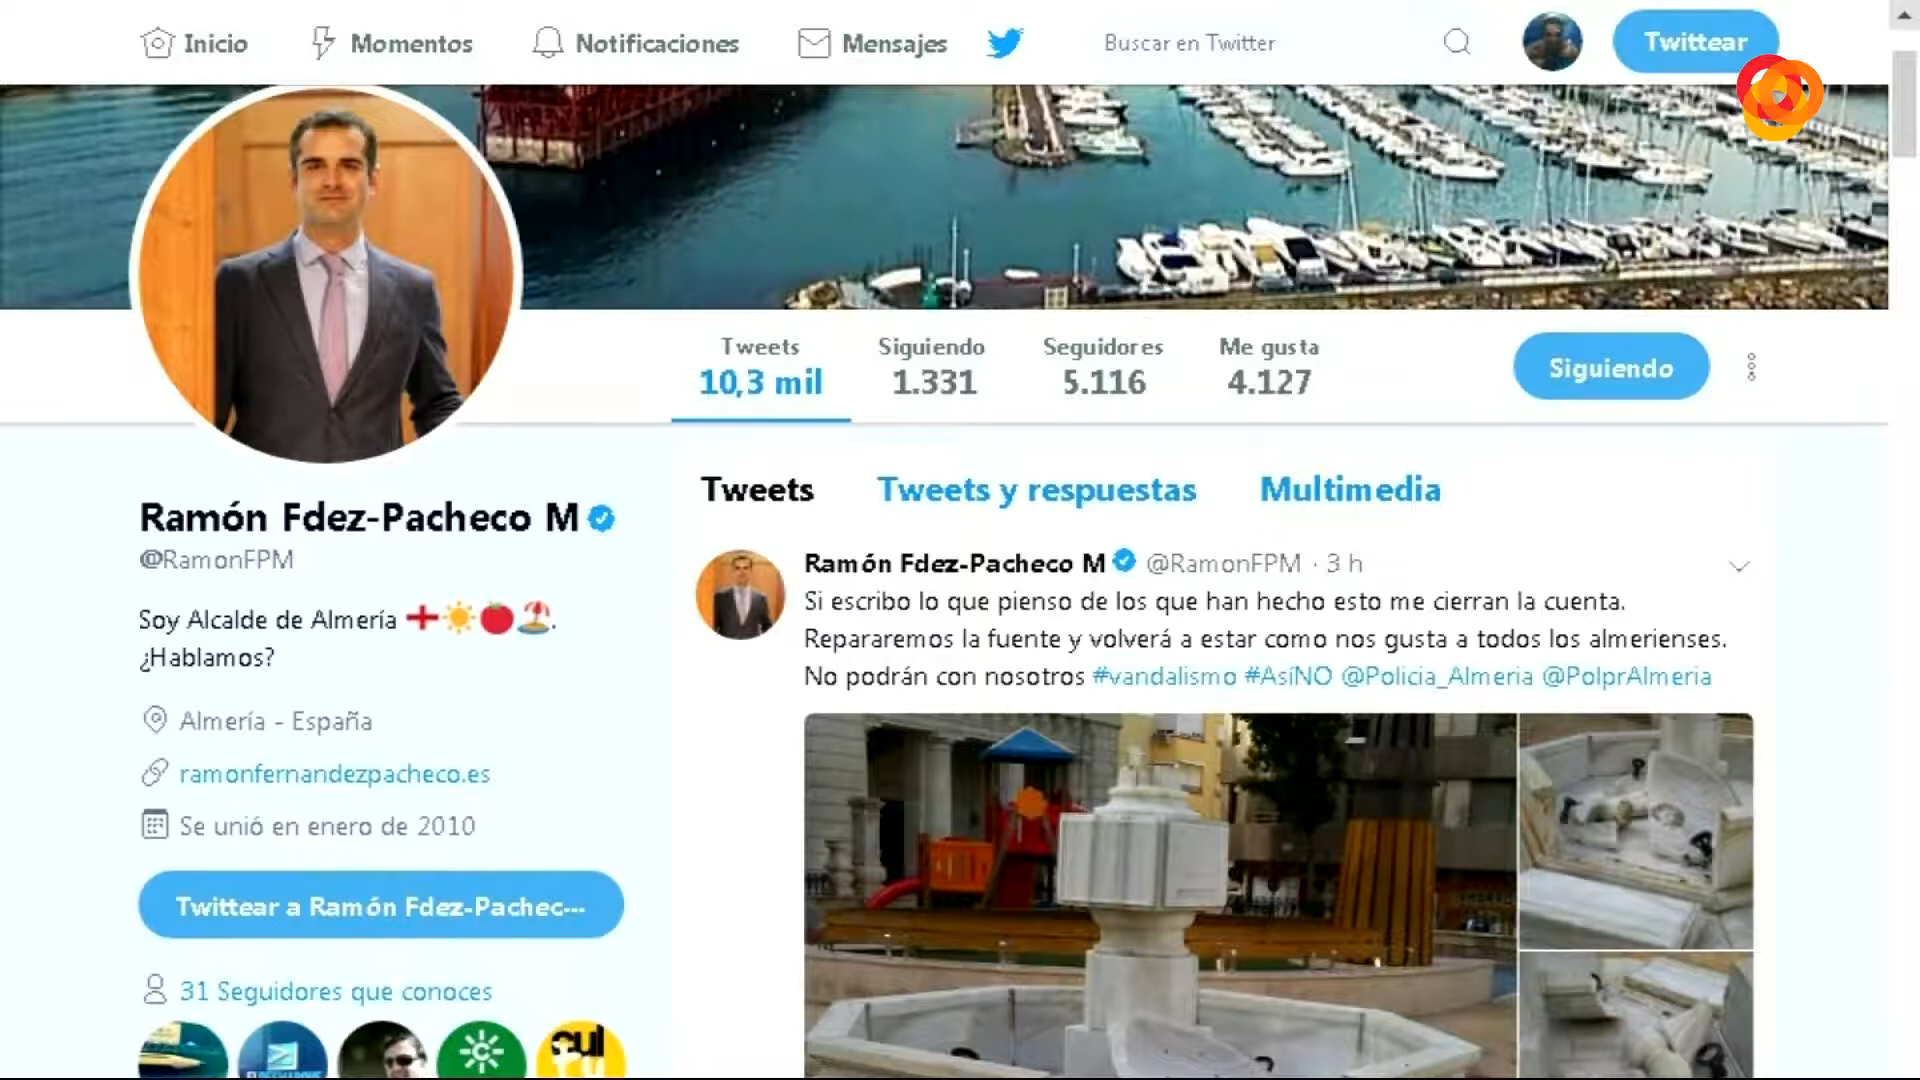 Inicio
Momentos
Notificaciones
Mensajes
Buscar en Twitter
Twittear
Tweets
10,3 mil
Siguiendo
1.331
Seguidores
5.116
Me gusta
4.127
Siguiendo
Ramón Fdez-Pacheco M
@RamonFPM
Soy Alcalde de Almería
¿Hablamos?
Almería - España
ramonfernandezpacheco.es
Se unió en enero de 2010
Twittear a Ramón Fdez-Pachec...
31 Seguidores que conoces
Tweets Tweets y respuestas Multimedia
Ramón Fdez-Pacheco M @RamonFPM · 3 h
Si escribo lo que pienso de los que han hecho esto me cierran la cuenta.
Repararemos la fuente y volverá a estar como nos gusta a todos los almerienses.
No podrán con nosotros #vandalismo #AsíNO @Policia_Almeria @PolprAlmeria